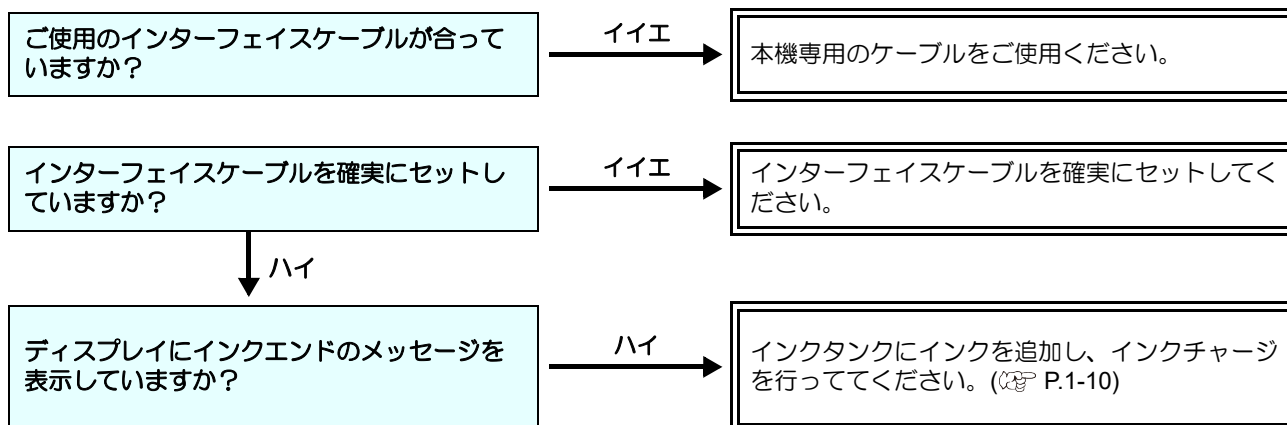 ご使用のインターフェイスケーブルが合って
いますか？
イイエ
本機専用のケーブルをご使用ください。
インターフェイスケーブルを確実にセットし
ていますか？
イイエ
インターフェイスケーブルを確実にセットしてく
ださい。
ハイ
ディスプレイにインクエンドのメッセージを
表示していますか？
ハイ
インクタンクにインクを追加し、インクチャージ
を行っててください。(☞ P.1-10)